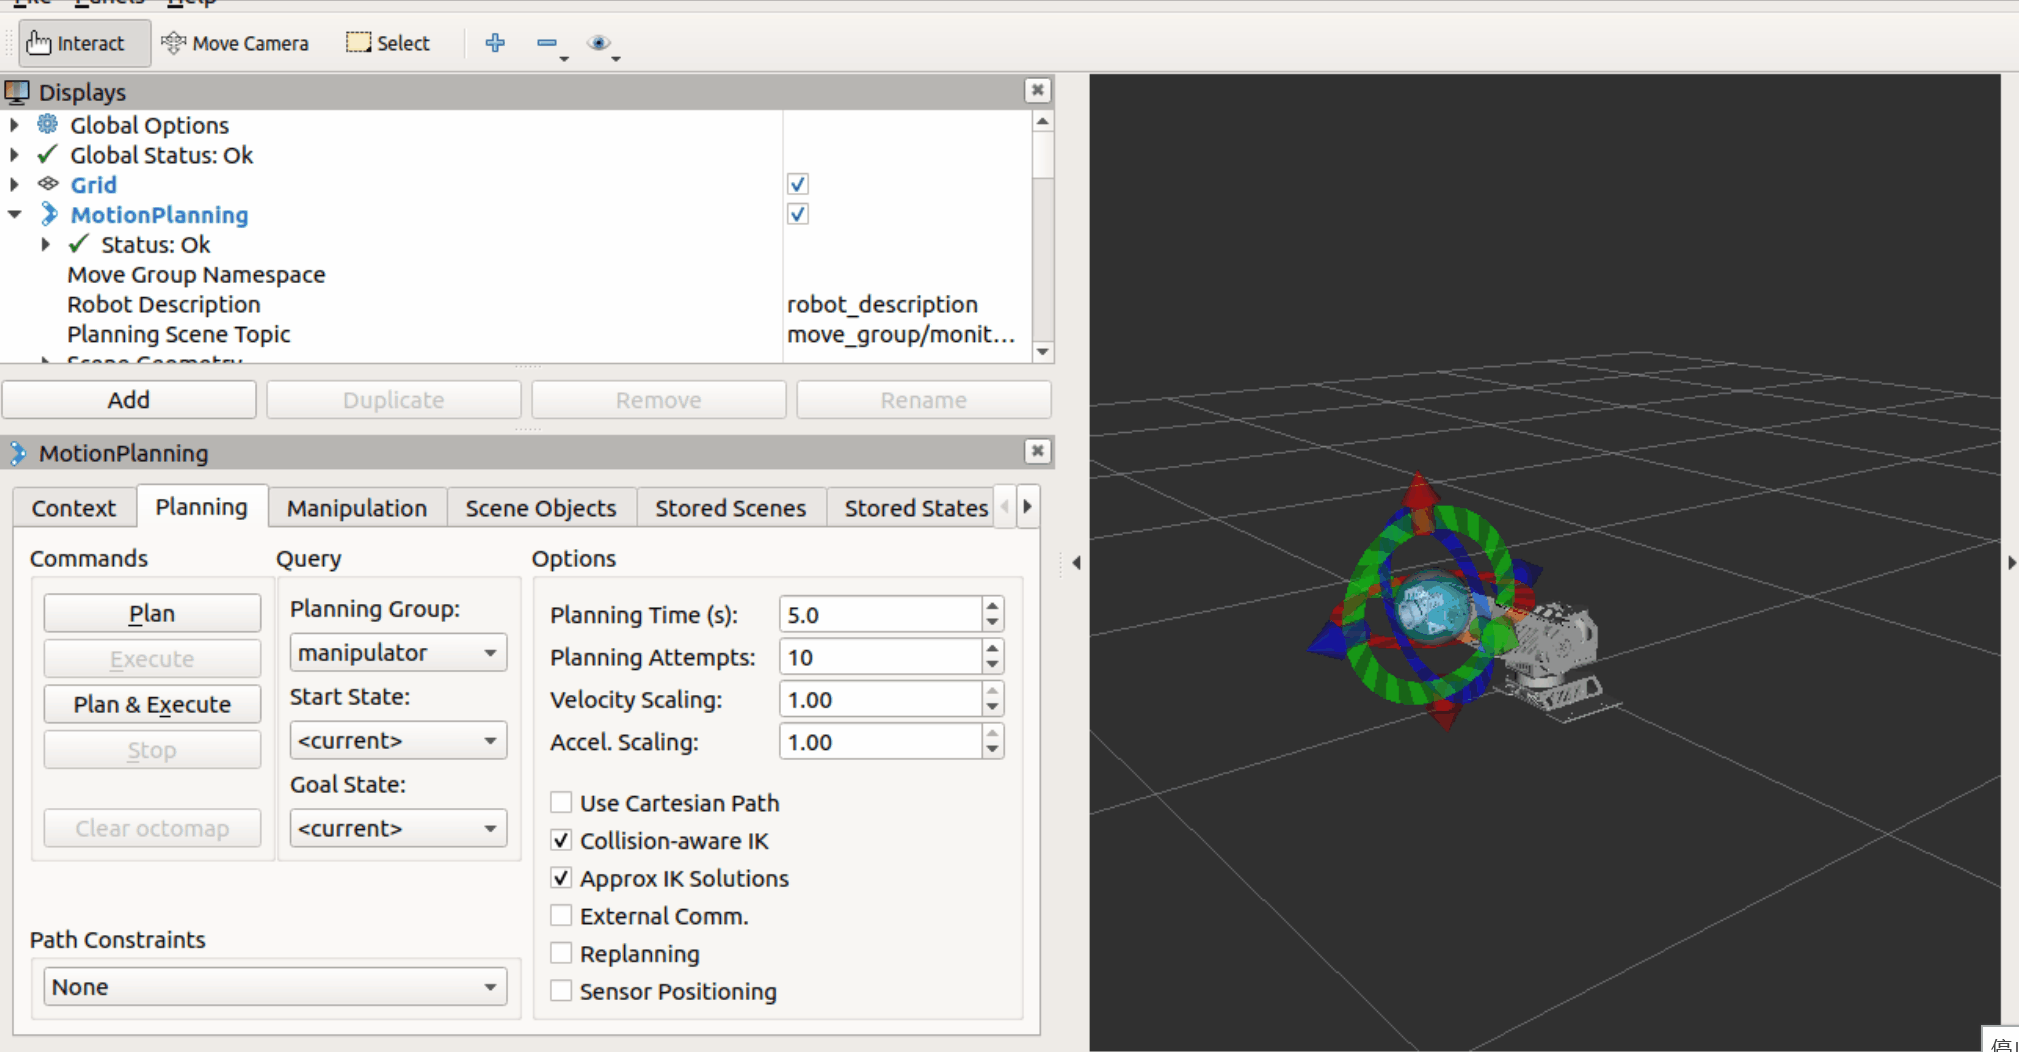 File Panels Help
Interact Move Camera Select
Displays
Global Options
Global Status: Ok
Grid
MotionPlanning
Status: Ok
Move Group Namespace
Robot Description robot_description
Planning Scene Topic move_group/monit...
Scene Geometry
Add Duplicate Remove Rename
MotionPlanning
Context Planning Manipulation Scene Objects Stored Scenes Stored States
Commands Query Options
Plan
Execute
Plan & Execute
Stop
Clear octomap
Planning Group:
manipulator
Start State:
<current>
Goal State:
<current>
Planning Time (s): 5.0
Planning Attempts: 10
Velocity Scaling: 1.00
Accel. Scaling: 1.00
Use Cartesian Path
Collision-aware IK
Approx IK Solutions
External Comm.
Replanning
Sensor Positioning
Path Constraints
None